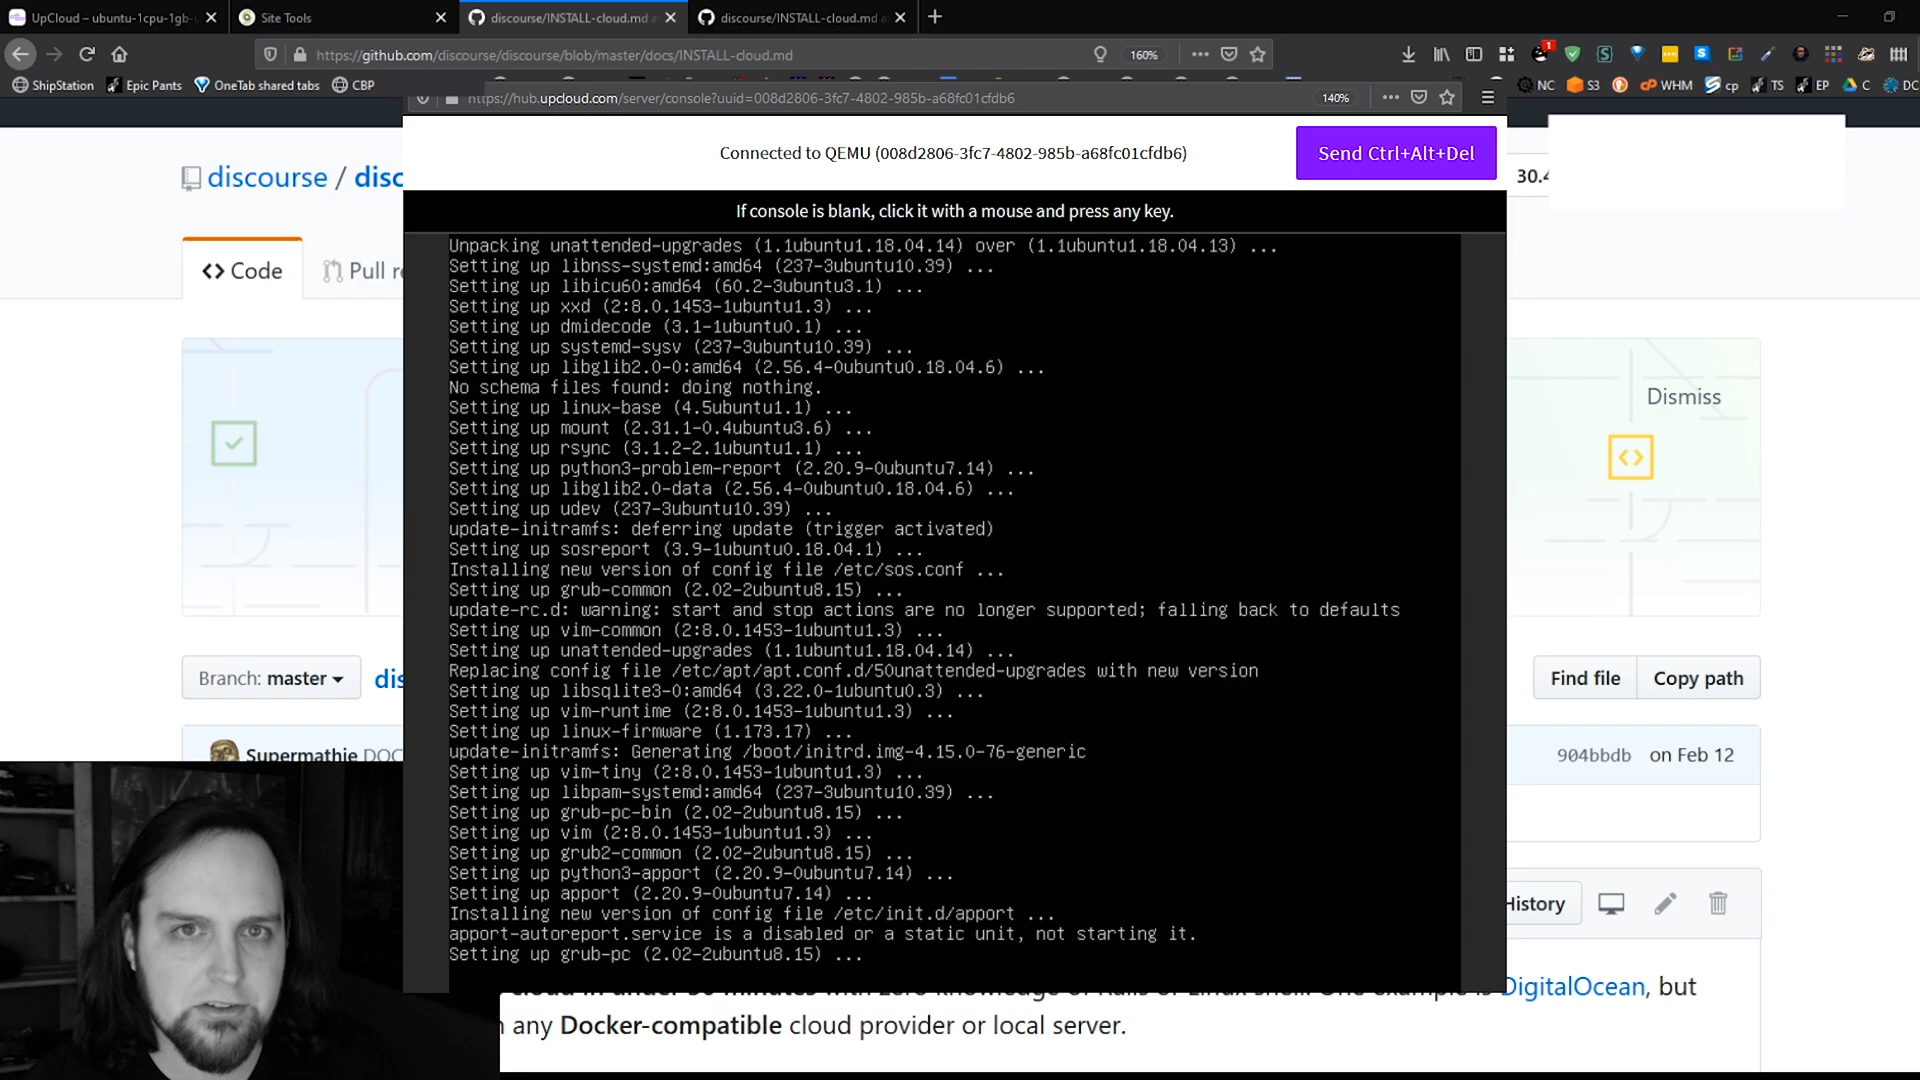 UpCloud – ubuntu-1cpu-1gb-
Site Tools
discourse/INSTALL-cloud.md a
discourse/INSTALL-cloud.md a
https://github.com/discourse/discourse/blob/master/docs/INSTALL-cloud.md
160%
1
ShipStation
Epic Pants
OneTab shared tabs
CBP
NC
S3
WHM
cp
TS
EP
C
DC
https://hub.upcloud.com/server/console?uuid=008d2806-3fc7-4802-985b-a68fc01cfdb6
140%
Connected to QEMU (008d2806-3fc7-4802-985b-a68fc01cfdb6)
Send Ctrl+Alt+Del
discourse / disc
30.4
If console is blank, click it with a mouse and press any key.
Code
Pull re
Unpacking unattended-upgrades (1.1ubuntu1.18.04.14) over (1.1ubuntu1.18.04.13) ...
Setting up libnss-systemd:amd64 (237-3ubuntu10.39) ...
Setting up libicu60:amd64 (60.2-3ubuntu3.1) ...
Setting up xxd (2:8.0.1453-1ubuntu1.3) ...
Setting up dmidecode (3.1-1ubuntu0.1) ...
Setting up systemd-sysv (237-3ubuntu10.39) ...
Setting up libglib2.0-0:amd64 (2.56.4-0ubuntu0.18.04.6) ...
No schema files found: doing nothing.
Setting up linux-base (4.5ubuntu1.1) ...
Setting up mount (2.31.1-0.4ubuntu3.6) ...
Setting up rsync (3.1.2-2.1ubuntu1.1) ...
Setting up python3-problem-report (2.20.9-0ubuntu7.14) ...
Setting up libglib2.0-data (2.56.4-0ubuntu0.18.04.6) ...
Setting up udev (237-3ubuntu10.39) ...
update-initramfs: deferring update (trigger activated)
Setting up sosreport (3.9-1ubuntu0.18.04.1) ...
Installing new version of config file /etc/sos.conf ...
Setting up grub-common (2.02-2ubuntu8.15) ...
update-rc.d: warning: start and stop actions are no longer supported; falling back to defaults
Setting up vim-common (2:8.0.1453-1ubuntu1.3) ...
Setting up unattended-upgrades (1.1ubuntu1.18.04.14) ...
Replacing config file /etc/apt/apt.conf.d/50unattended-upgrades with new version
Setting up libsqlite3-0:amd64 (3.22.0-1ubuntu0.3) ...
Setting up vim-runtime (2:8.0.1453-1ubuntu1.3) ...
Setting up linux-firmware (1.173.17) ...
update-initramfs: Generating /boot/initrd.img-4.15.0-76-generic
Setting up vim-tiny (2:8.0.1453-1ubuntu1.3) ...
Setting up libpam-systemd:amd64 (237-3ubuntu10.39) ...
Setting up grub-pc-bin (2.02-2ubuntu8.15) ...
Setting up vim (2:8.0.1453-1ubuntu1.3) ...
Setting up grub2-common (2.02-2ubuntu8.15) ...
Setting up python3-apport (2.20.9-0ubuntu7.14) ...
Setting up apport (2.20.9-0ubuntu7.14) ...
Installing new version of config file /etc/init.d/apport ...
apport-autoreport.service is a disabled or a static unit, not starting it.
Setting up grub-pc (2.02-2ubuntu8.15) ...
Dismiss
Branch: master
dis
Find file
Copy path
Supermathie DOC
904bbdb on Feb 12
History
cloud in under 30 minutes with zero knowledge of Rails or Linux shell. One example is DigitalOcean, but
any Docker-compatible cloud provider or local server.